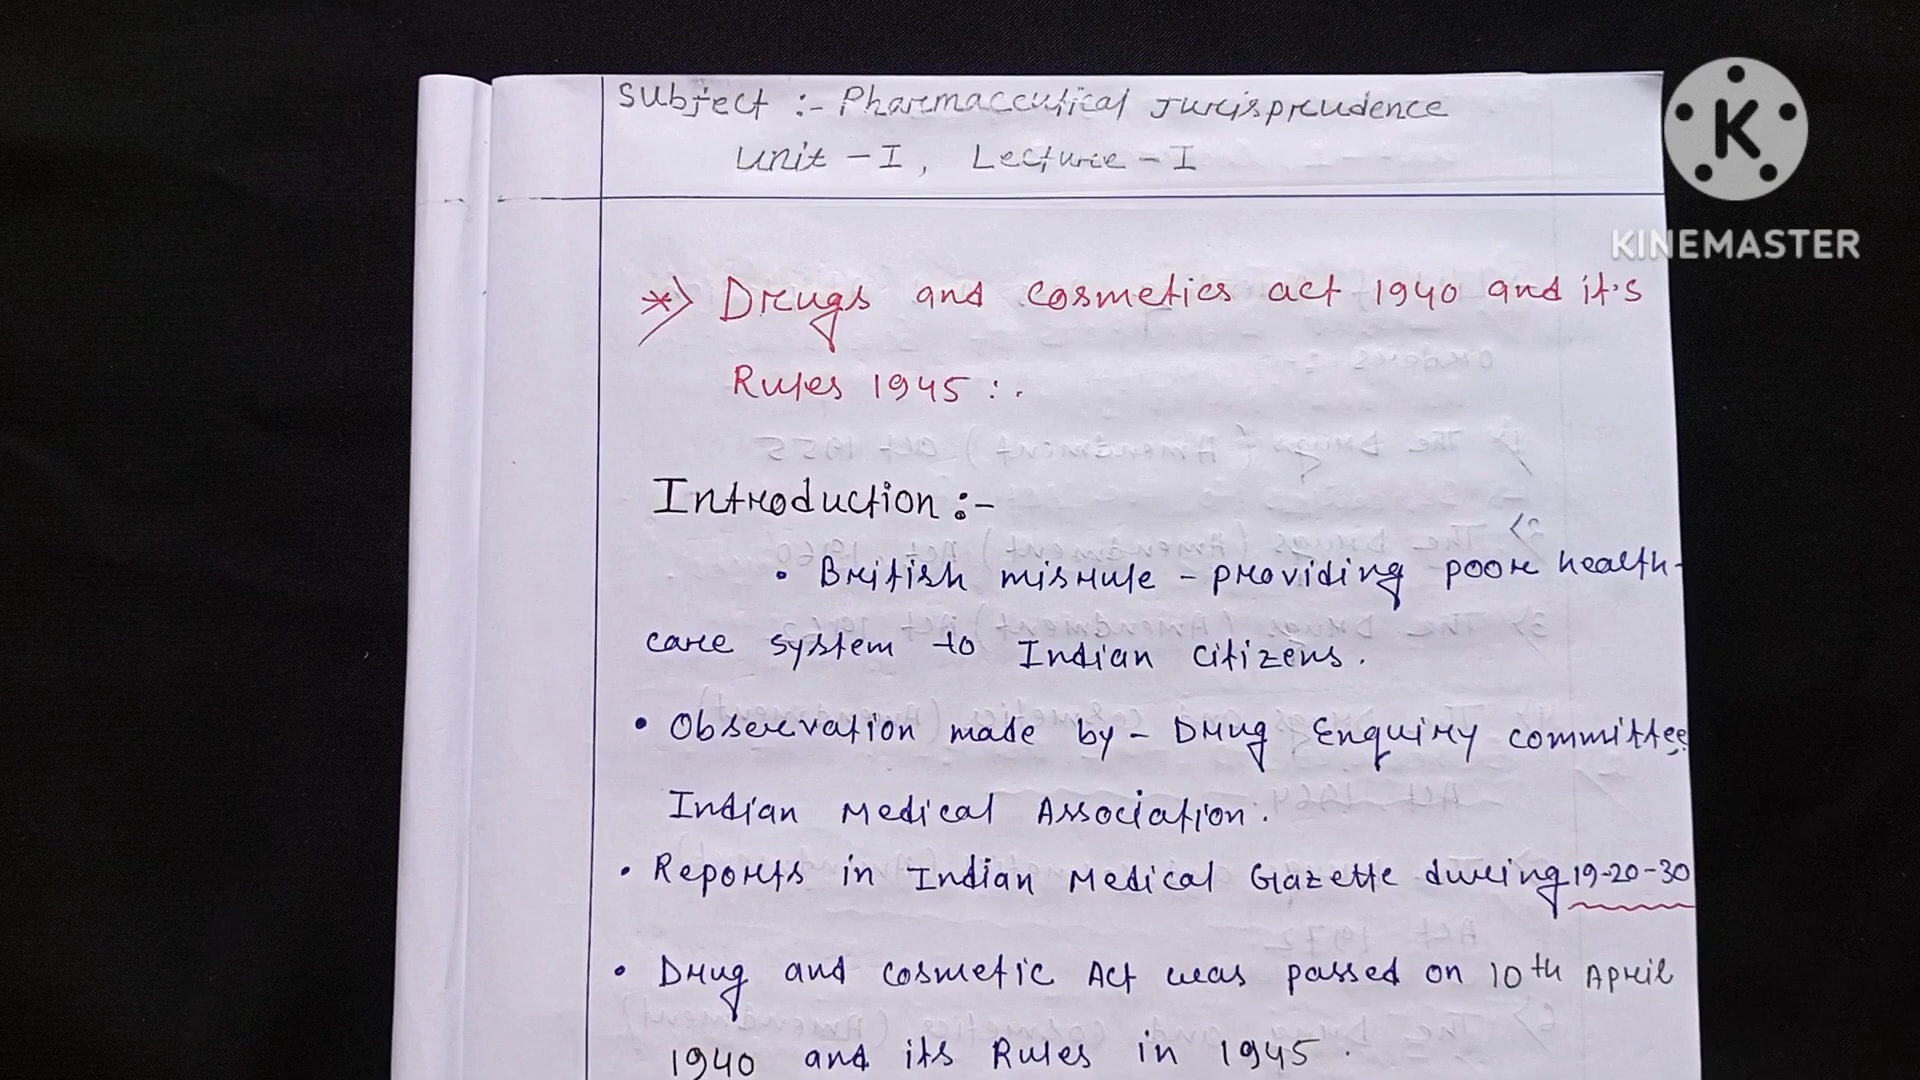 Subject :- Pharmaceutical Jurisprudence
Unit - I, Lecture - I
K
KINEMASTER
*> Drugs and cosmetics act 1940 and it's
Rules 1945 :.
Introduction :-
• British misrule - providing poor health-
care system to Indian citizens.
• Observation made by - Drug Enquiry committee
Indian Medical Association.
• Reports in Indian Medical Gazette during 19-20-30
• Drug and cosmetic Act was passed on 10th April
1940 and its Rules in 1945.